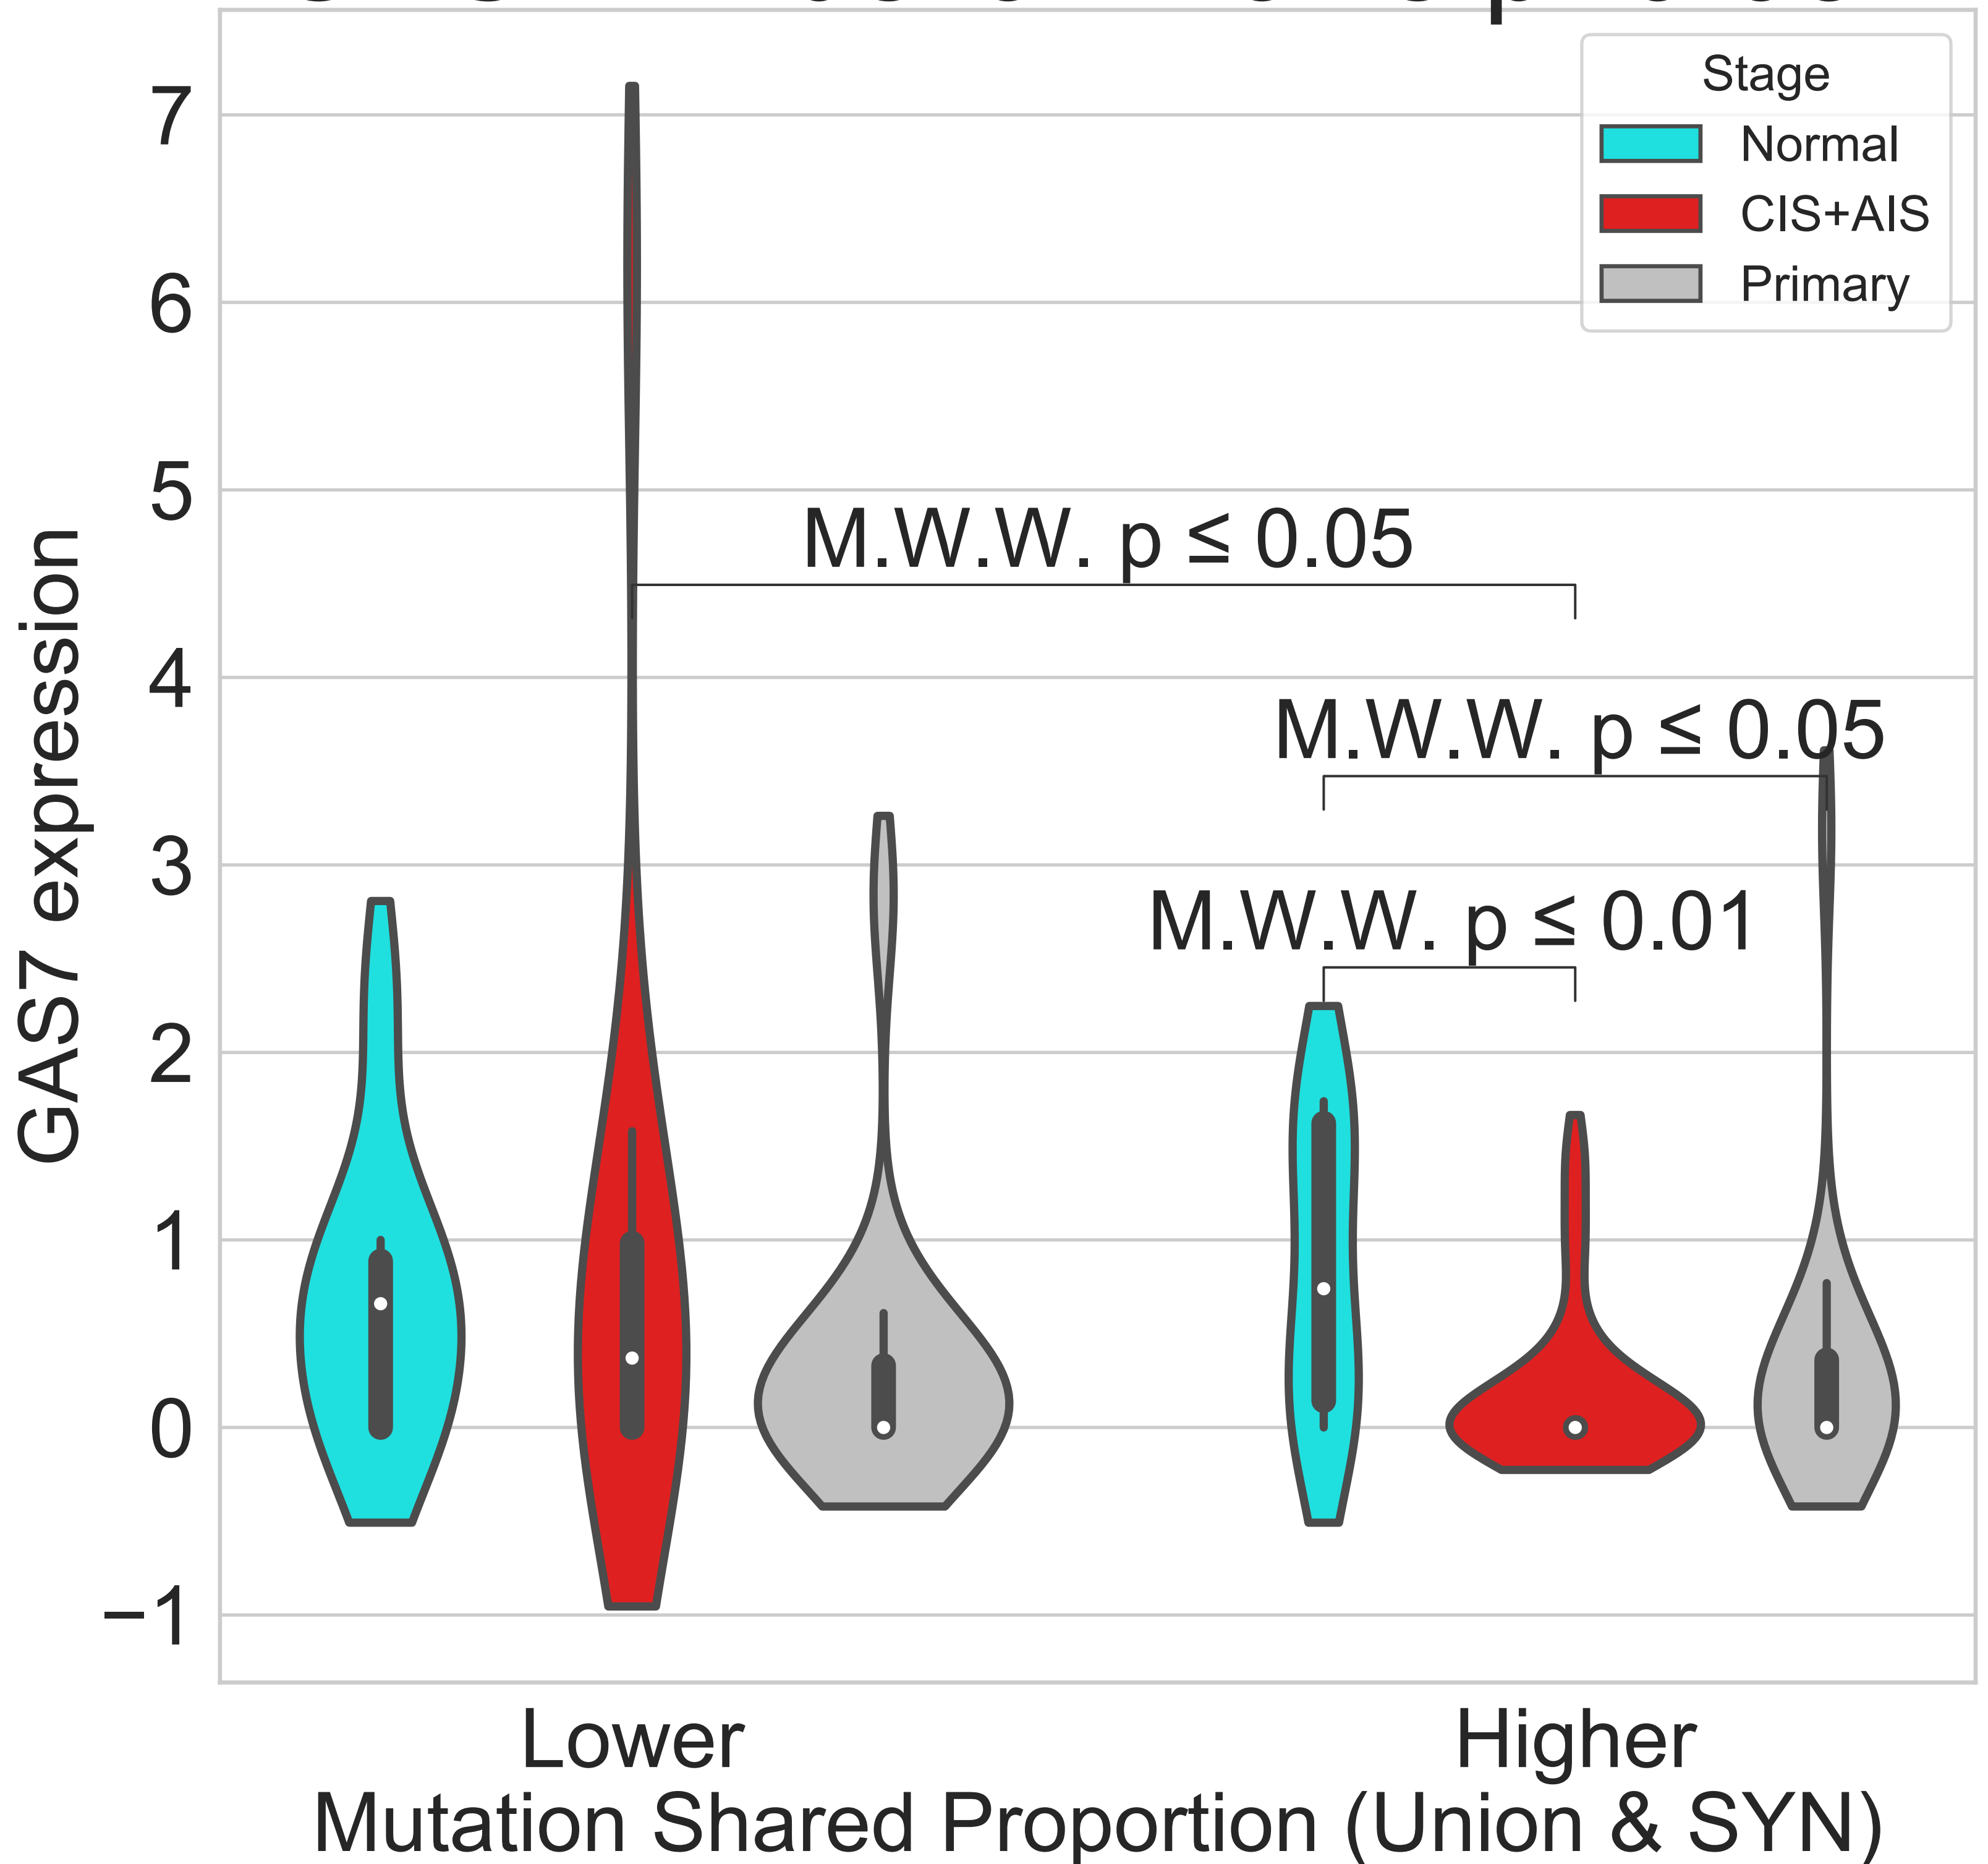 Stage
Normal
CIS+AIS
Primary
7
6
5
4
3
2
1
0
−1
GAS7 expression
M.W.W. p ≤ 0.05
M.W.W. p ≤ 0.05
M.W.W. p ≤ 0.01
Lower
Higher
Mutation Shared Proportion (Union & SYN)